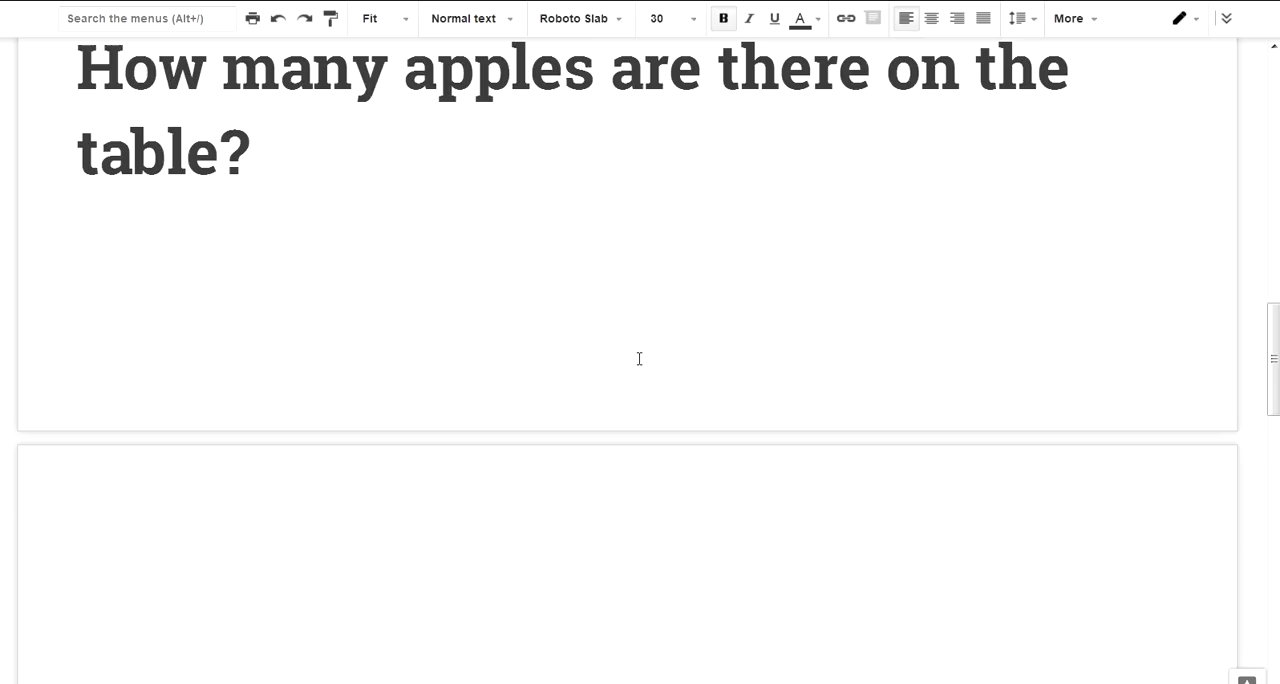 Search the menus (Alt+/) Fit Normal text Roboto Slab 30 B I U A More
How many apples are there on the
table?